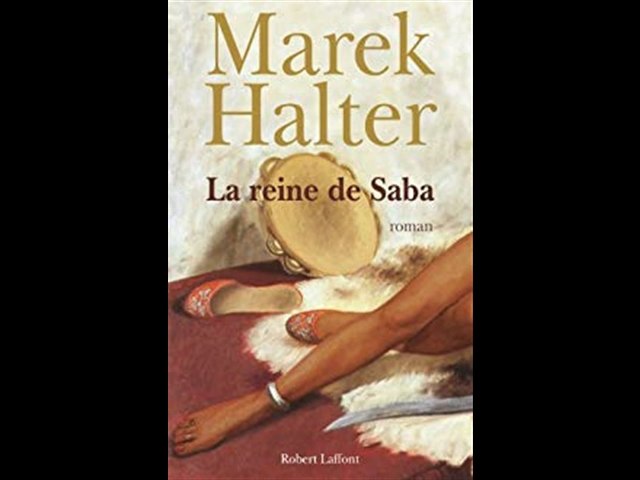 Marek
Halter
La reine de Saba
roman
Robert Laffont